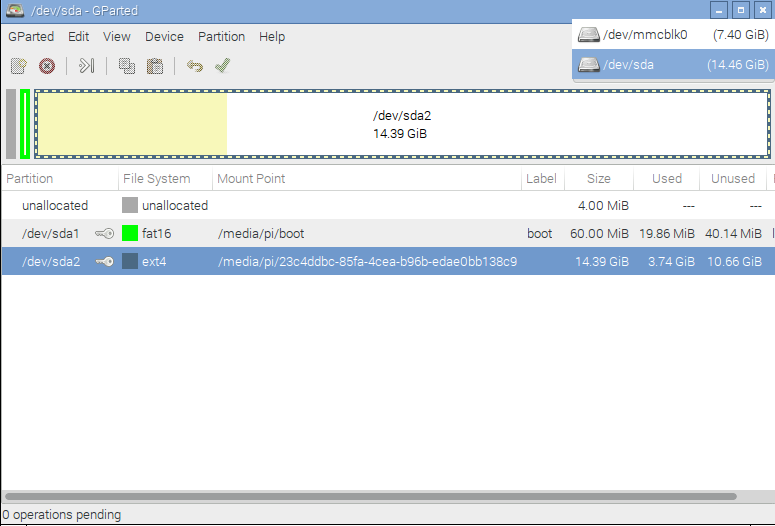 /dev/sda - GParted
GParted Edit View Device Partition Help
/dev/mmcblk0 (7.40 GiB)
/dev/sda (14.46 GiB)
/dev/sda2
14.39 GiB
Partition File System Mount Point Label Size Used Unused
unallocated unallocated 4.00 MiB --- ---
/dev/sda1 fat16 /media/pi/boot boot 60.00 MiB 19.86 MiB 40.14 MiB
/dev/sda2 ext4 /media/pi/23c4ddbc-85fa-4cea-b96b-edae0bb138c9 14.39 GiB 3.74 GiB 10.66 GiB
0 operations pending